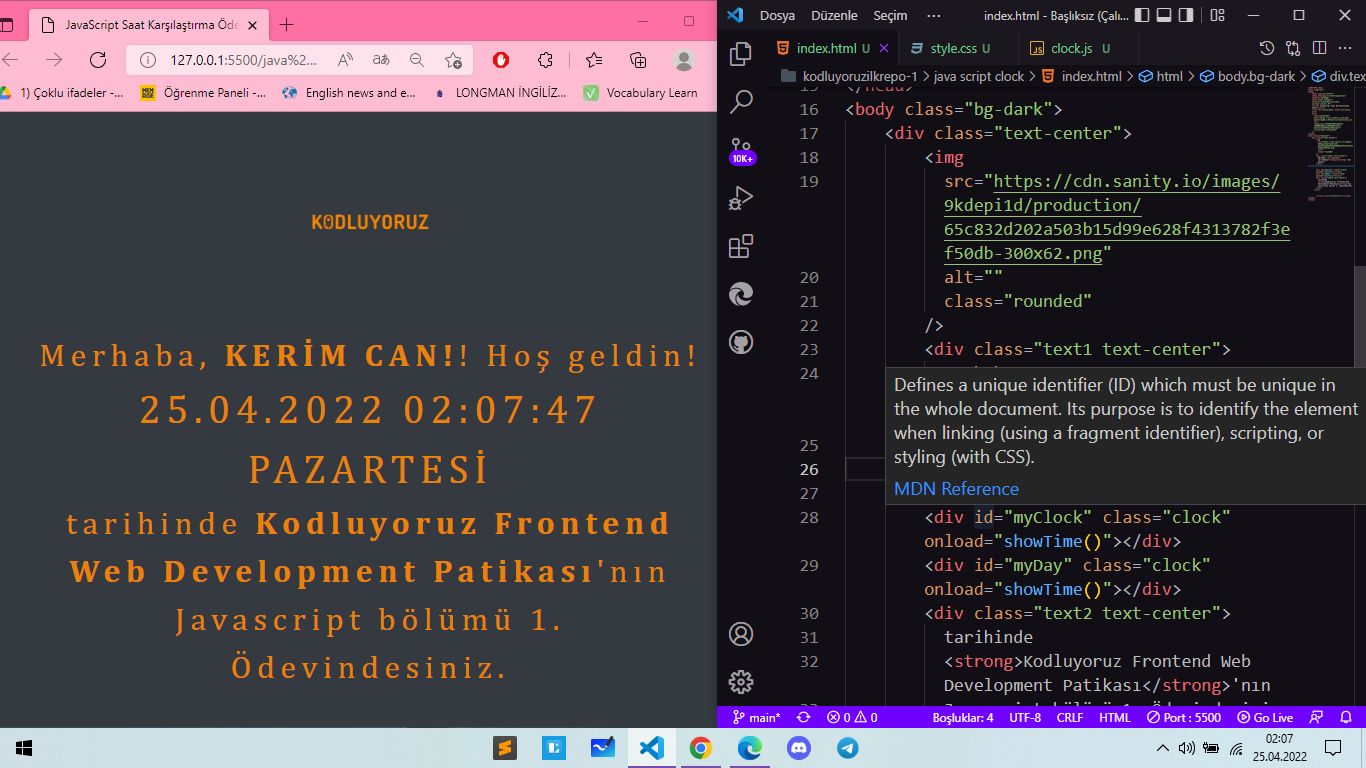 JavaScript Saat Karşılaştırma Öde
127.0.0.1:5500/java%2...
1) Çoklu ifadeler -...
Öğrenme Paneli -...
English news and e...
LONGMAN İNGİLİZ...
Vocabulary Learn
KODLUYORUZ
Merhaba, KERİM CAN!! Hoş geldin!
25.04.2022 02:07:47
PAZARTESİ
tarihinde Kodluyoruz Frontend
Web Development Patikası'nın
Javascript bölümü 1.
Ödevindesiniz.
Dosya Düzenle Seçim ... index.html - Başlıksız (Çalı...
index.html U style.css U clock.js U
kodluyoruzilkrepo-1 > java script clock > index.html > html > body.bg-dark > div.tex
10K+
15 </head>
16 <body class="bg-dark">
17 <div class="text-center">
18 <img
19 src="https://cdn.sanity.io/images/
9kdepi1d/production/
65c832d202a503b15d99e628f4313782f3e
f50db-300x62.png"
20 alt=""
21 class="rounded"
22 />
23 <div class="text1 text-center">
24
Defines a unique identifier (ID) which must be unique in
the whole document. Its purpose is to identify the element
when linking (using a fragment identifier), scripting, or
styling (with CSS).
MDN Reference
25
26
27
28 <div id="myClock" class="clock"
onload="showTime()"></div>
29 <div id="myDay" class="clock"
onload="showTime()"></div>
30 <div class="text2 text-center">
31 tarihinde
32 <strong>Kodluyoruz Frontend Web
Development Patikası</strong>'nın
main* 0 0 Boşluklar: 4 UTF-8 CRLF HTML Port : 5500 Go Live
02:07
25.04.2022